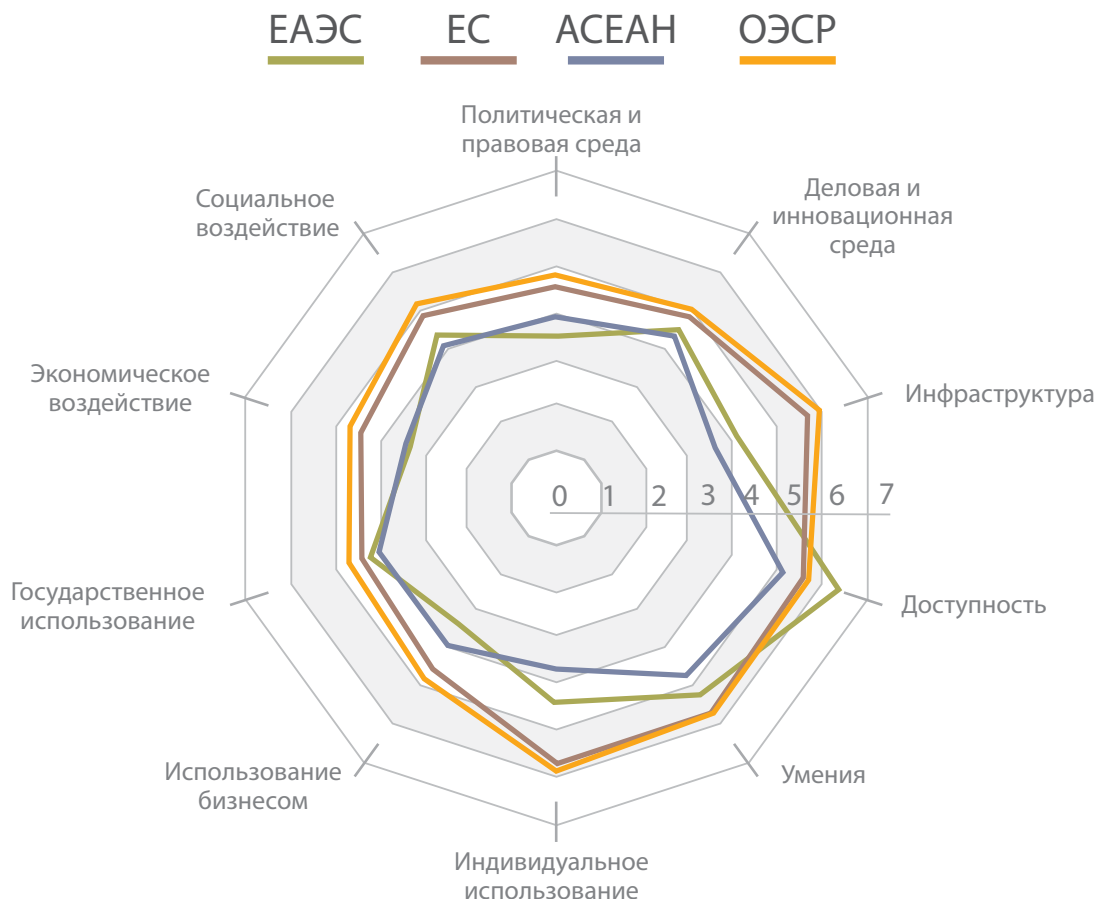 ЕАЭС ЕС АСЕАН ОЭСР
Политическая и
правовая среда
Социальное
воздействие
Деловая и
инновационная
среда
Экономическое
воздействие
Инфраструктура
0 1 2 3 4 5 6 7
Государственное
использование
Доступность
Использование
бизнесом
Умения
Индивидуальное
использование